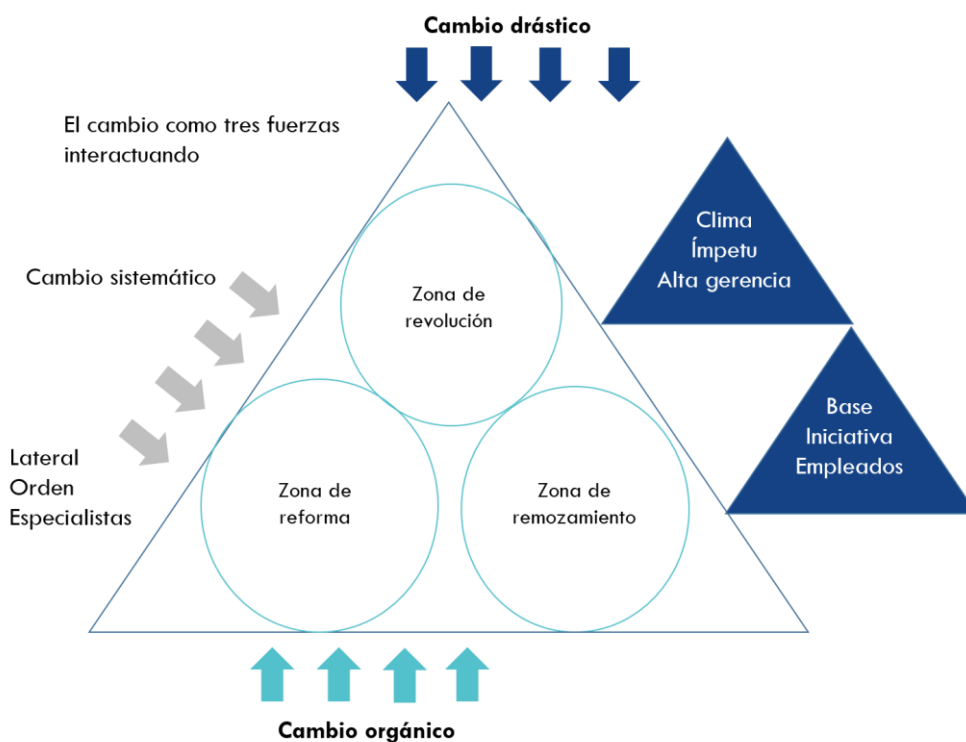 Cambio drástico
El cambio como tres fuerzas
interactuando
Clima
Ímpetu
Alta gerencia
Cambio sistemático
Zona de
revolución
Base
Iniciativa
Empleados
Lateral
Orden
Especialistas
Zona de
reforma
Zona de
remozamiento
Cambio orgánico